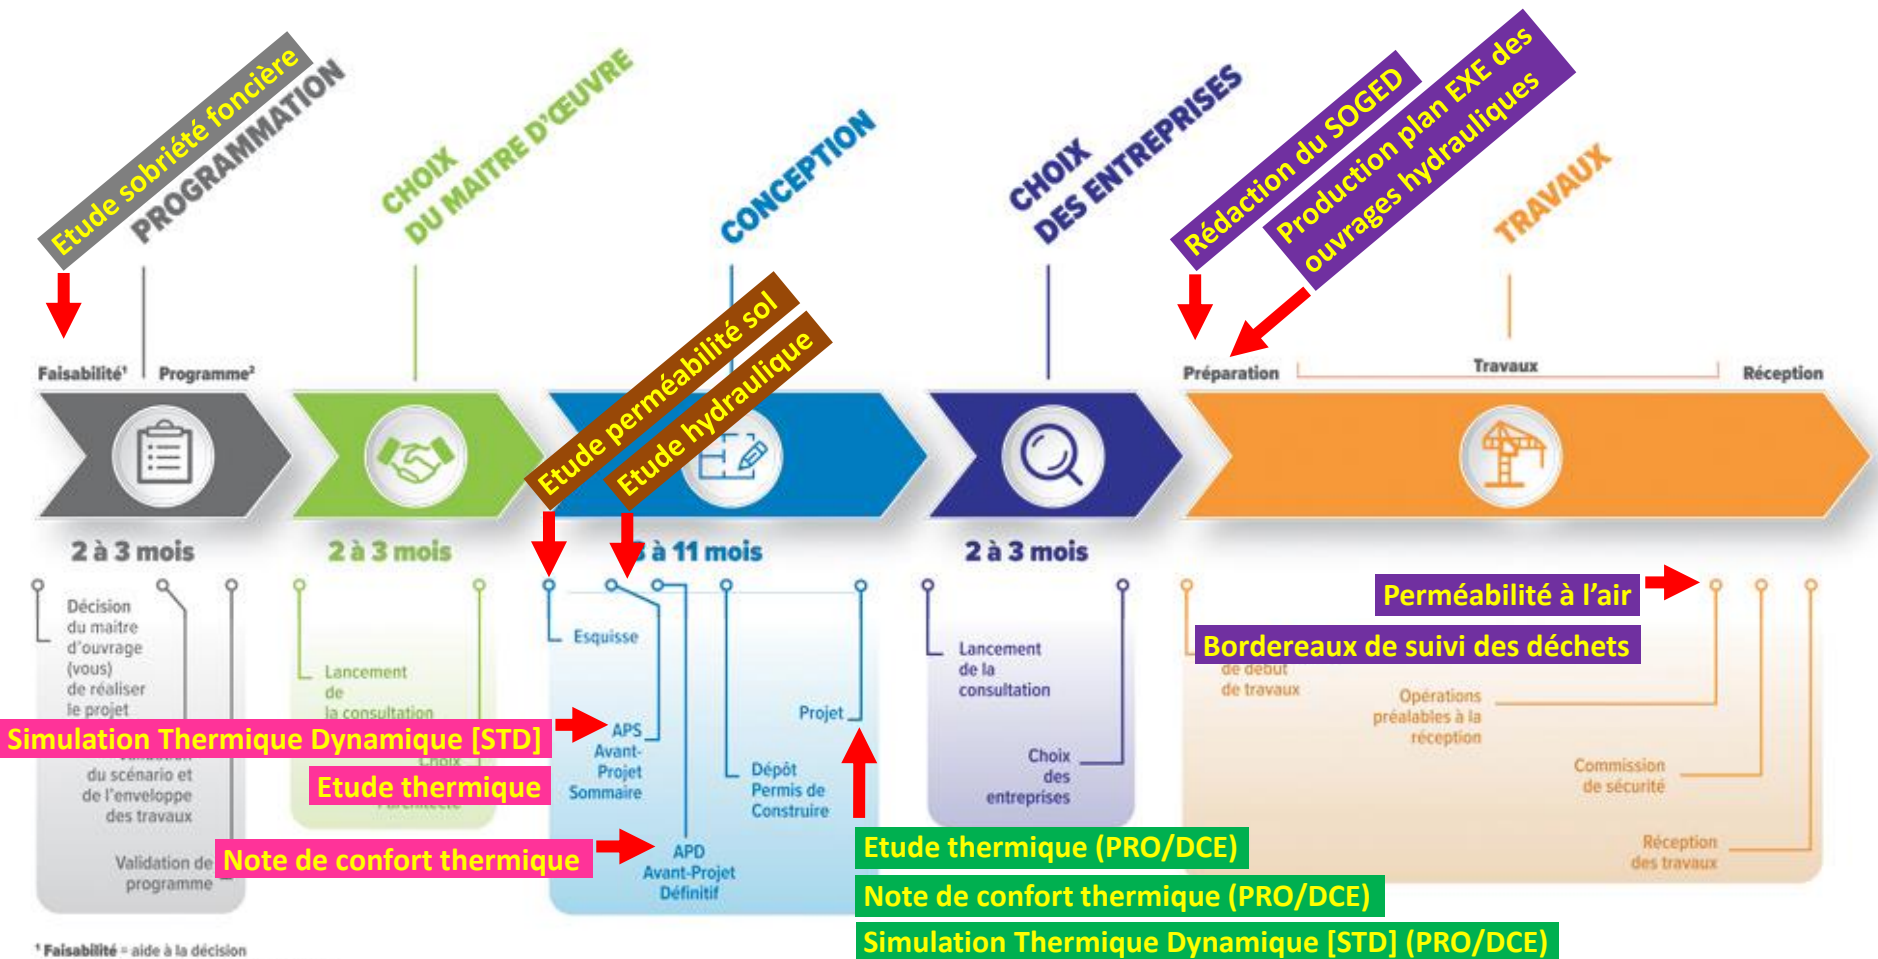 Etude sobriété foncière
PROGRAMMATION
CHOIX
DU MAITRE D'ŒUVRE
CONCEPTION
CHOIX
DES ENTREPRISES
Rédaction du SOGED
Production plan EXE des
ouvrages hydrauliques
TRAVAUX
Faisabilité¹
Programme²
Etude perméabilité sol
Etude hydraulique
Préparation
Travaux
Réception
2 à 3 mois
2 à 3 mois
à 11 mois
2 à 3 mois
Décision
du maitre
d'ouvrage
(vous)
de réaliser
le projet
du scénario et
de l'enveloppe
des travaux
Validation de
programme
Lancement
de
la consultation
Choix
Simulation Thermique Dynamique [STD]
Etude thermique
Note de confort thermique
Esquisse
APS
Avant-
Projet
Sommaire
APD
Avant-Projet
Définitif
Dépôt
Permis de
Construire
Projet
Etude thermique (PRO/DCE)
Note de confort thermique (PRO/DCE)
Simulation Thermique Dynamique [STD] (PRO/DCE)
Lancement
de la
consultation
Choix
des
entreprises
Perméabilité à l'air
Bordereaux de suivi des déchets
de début
de travaux
Opérations
préalables à la
réception
Commission
de sécurité
Réception
des travaux
¹ Faisabilité = aide à la décision